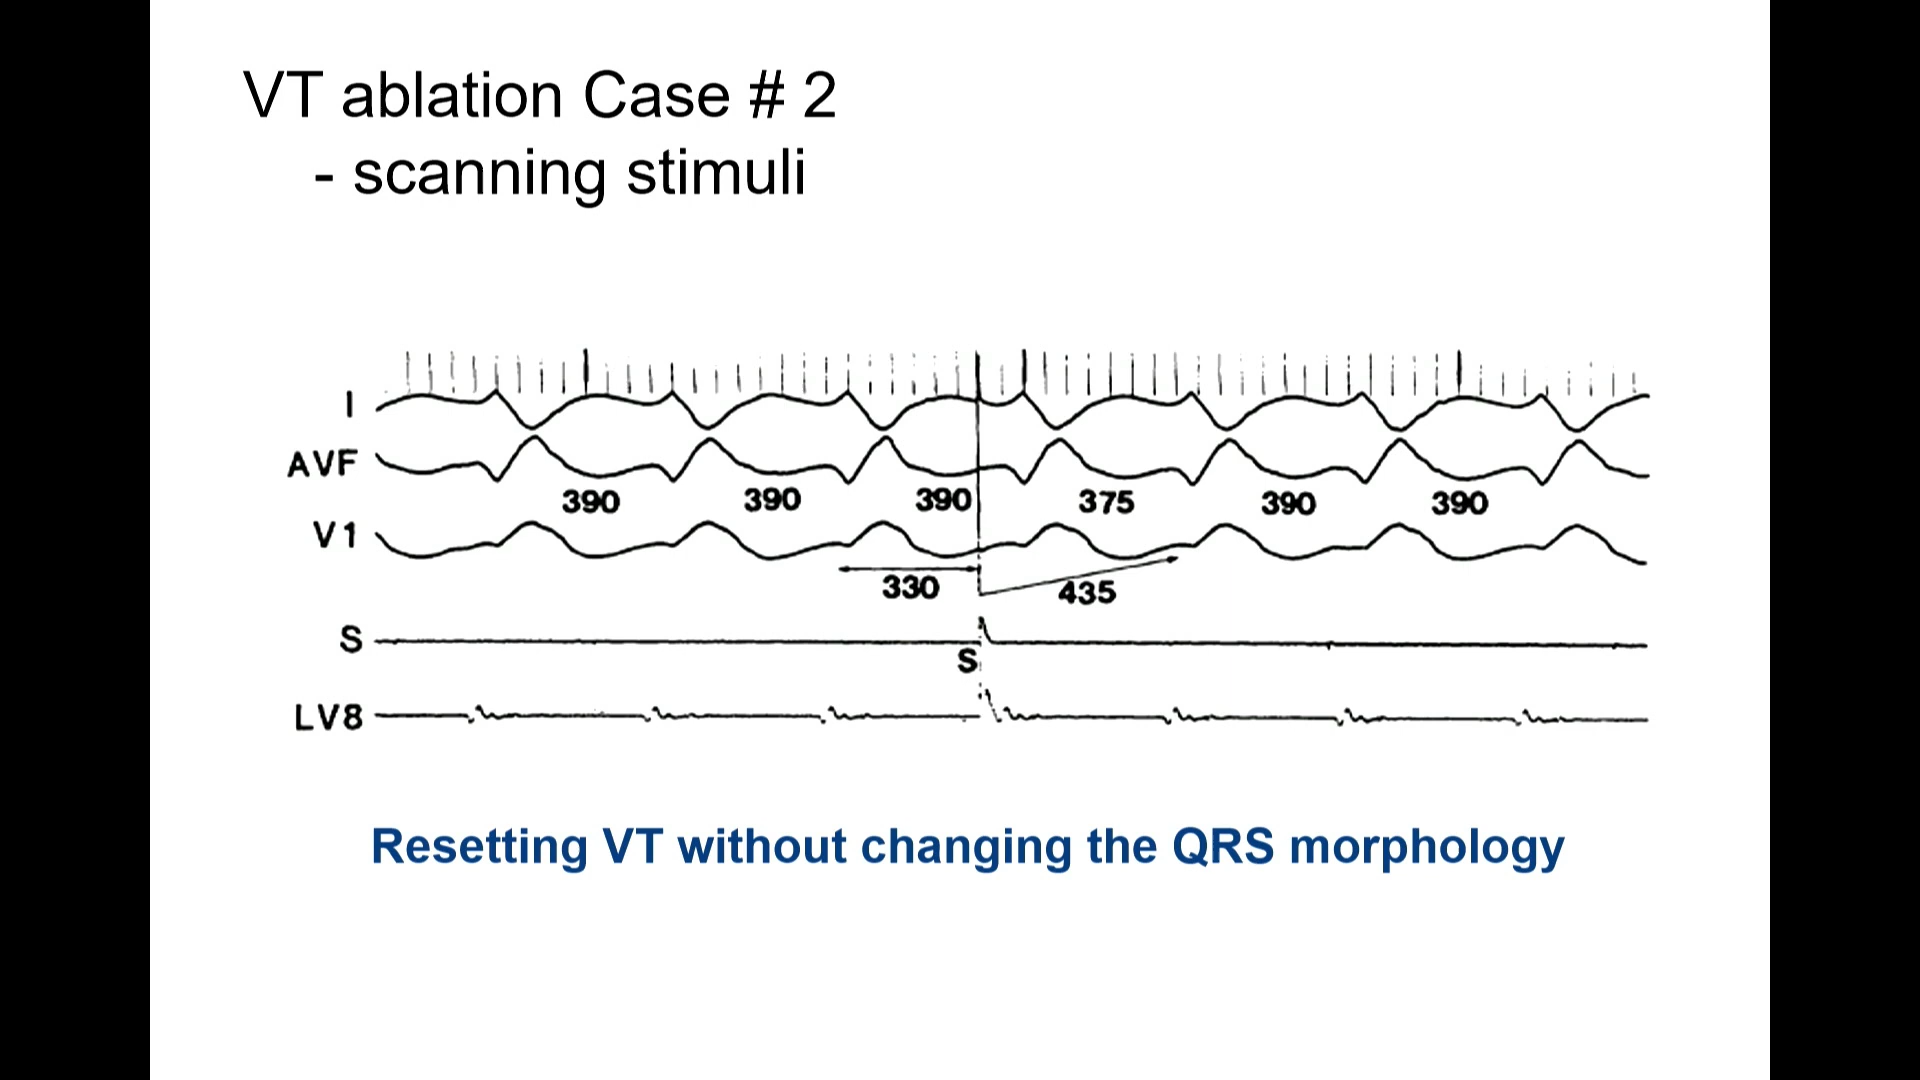 VT ablation Case # 2
- scanning stimuli
I
AVF
390 390 390 375 390 390
V1
330 435
S
S
LV8
Resetting VT without changing the QRS morphology